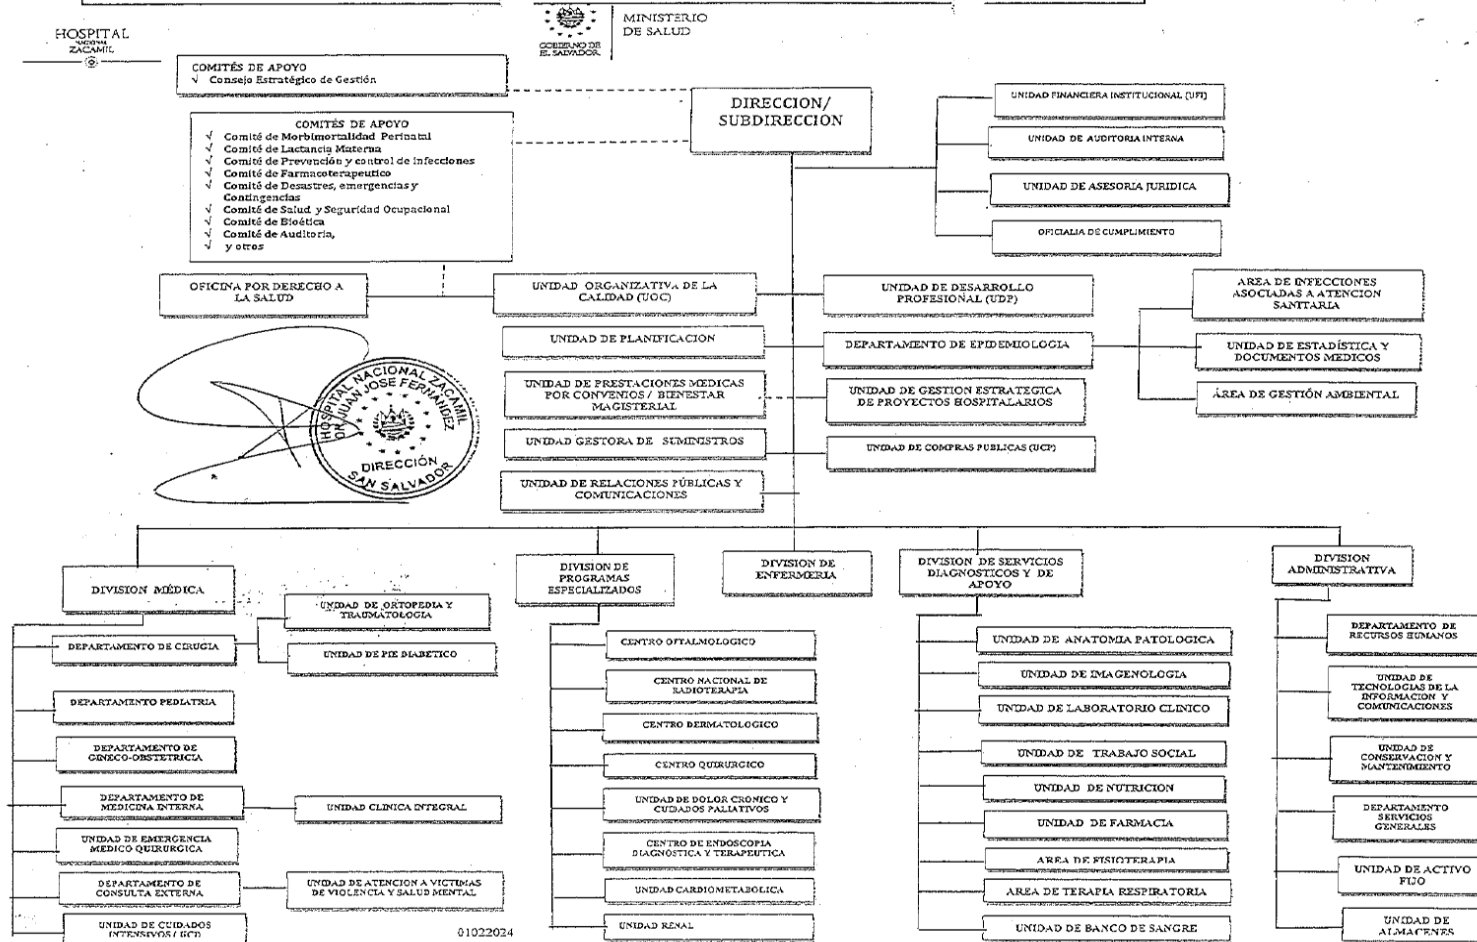 HOSPITAL
NACIONAL
ZACAMIL
GOBIERNO DE
EL SALVADOR
MINISTERIO
DE SALUD
COMITÉS DE APOYO
√ Consejo Estratégico de Gestión
COMITÉS DE APOYO
√ Comité de Morbimortalidad Perinatal
√ Comité de Lactancia Materna
√ Comité de Prevención y control de infecciones
√ Comité de Farmacoterapeutico
√ Comité de Desastres, emergencias y
Contingencias
√ Comité de Salud y Seguridad Ocupacional
√ Comité de Bioética
√ Comité de Auditoria,
√ y otros
DIRECCION/
SUBDIRECCION
UNIDAD FINANCIERA INSTITUCIONAL (UFI)
UNIDAD DE AUDITORIA INTERNA
UNIDAD DE ASESORIA JURIDICA
OFICIALIA DE CUMPLIMIENTO
OFICINA POR DERECHO A
LA SALUD
UNIDAD ORGANIZATIVA DE LA
CALIDAD (UOC)
UNIDAD DE DESARROLLO
PROFESIONAL (UDP)
AREA DE INFECCIONES
ASOCIADAS A ATENCION
SANITARIA
UNIDAD DE PLANIFICACION
DEPARTAMENTO DE EPIDEMIOLOGIA
UNIDAD DE ESTADÍSTICA Y
DOCUMENTOS MEDICOS
UNIDAD DE PRESTACIONES MEDICAS
POR CONVENIOS / BIENESTAR
MAGISTERIAL
UNIDAD DE GESTION ESTRATEGICA
DE PROYECTOS HOSPITALARIOS
ÁREA DE GESTIÓN AMBIENTAL
UNIDAD GESTORA DE SUMINISTROS
UNIDAD DE COMPRAS PUBLICAS (UCP)
UNIDAD DE RELACIONES PÚBLICAS Y
COMUNICACIONES
HOSPITAL NACIONAL ZACAMIL
DR. JUAN JOSE FERNANDEZ
DIRECCIÓN
SAN SALVADOR
DIVISION MÉDICA
DEPARTAMENTO DE CIRUGIA
UNIDAD DE ORTOPEDIA Y
TRAUMATOLOGIA
UNIDAD DE PIE DIABETICO
DEPARTAMENTO PEDIATRIA
DEPARTAMENTO DE
GINECO-OBSTETRICIA
DEPARTAMENTO DE
MEDICINA INTERNA
UNIDAD CLINICA INTEGRAL
UNIDAD DE EMERGENCIA
MEDICO QUIRURGICA
DEPARTAMENTO DE
CONSULTA EXTERNA
UNIDAD DE ATENCION A VICTIMAS
DE VIOLENCIA Y SALUD MENTAL
UNIDAD DE CUIDADOS
INTENSIVOS / UCD
DIVISION DE
PROGRAMAS
ESPECIALIZADOS
CENTRO OFTALMOLOGICO
CENTRO NACIONAL DE
RADIOTERAPIA
CENTRO DERMATOLOGICO
CENTRO QUIRURGICO
UNIDAD DE DOLOR CRONICO Y
CUIDADOS PALIATIVOS
CENTRO DE ENDOSCOPIA
DIAGNOSTICA Y TERAPEUTICA
UNIDAD CARDIOMETABOLICA
UNIDAD RENAL
DIVISION DE
ENFERMERIA
DIVISION DE SERVICIOS
DIAGNOSTICOS Y DE
APOYO
UNIDAD DE ANATOMIA PATOLOGICA
UNIDAD DE IMAGENOLOGIA
UNIDAD DE LABORATORIO CLINICO
UNIDAD DE TRABAJO SOCIAL
UNIDAD DE NUTRICION
UNIDAD DE FARMACIA
AREA DE FISIOTERAPIA
AREA DE TERAPIA RESPIRATORIA
UNIDAD DE BANCO DE SANGRE
DIVISION
ADMINISTRATIVA
DEPARTAMENTO DE
RECURSOS HUMANOS
UNIDAD DE
TECNOLOGIAS DE LA
INFORMACION Y
COMUNICACIONES
UNIDAD DE
CONSERVACION Y
MANTENIMIENTO
DEPARTAMENTO
SERVICIOS
GENERALES
UNIDAD DE ACTIVO
FIJO
UNIDAD DE
ALMACENES
01022024